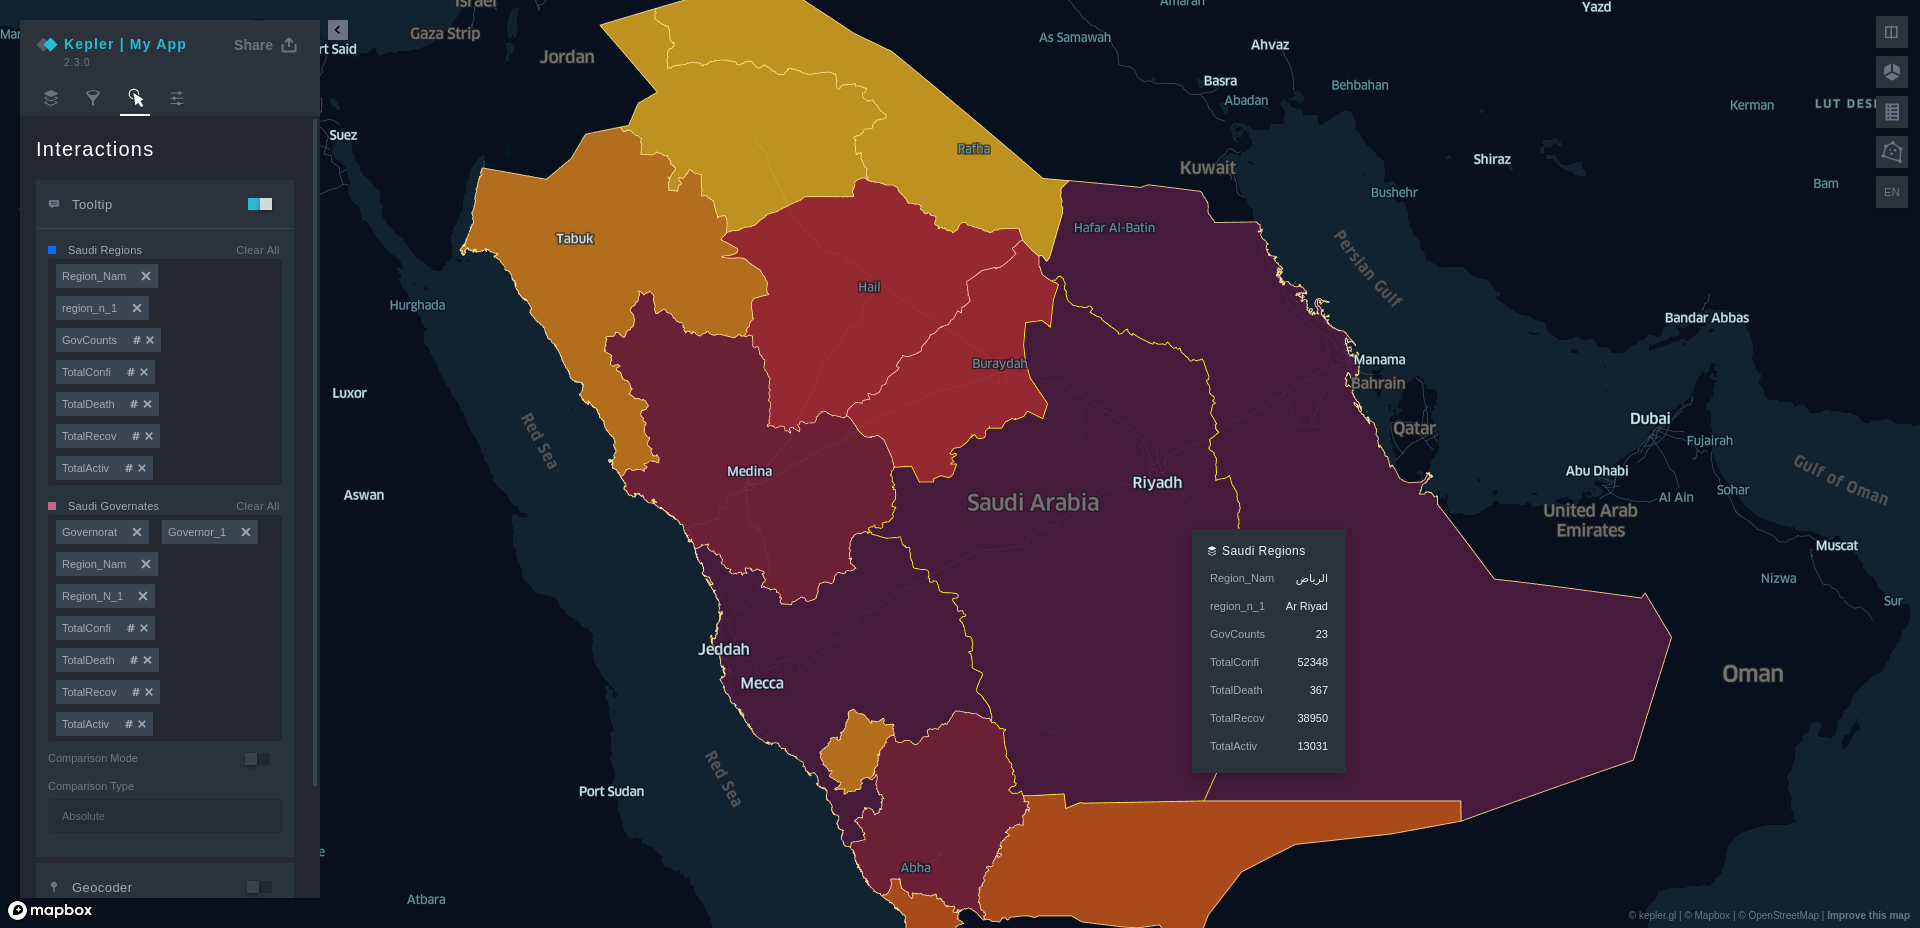 Kepler | My App
2.3.0
Share
Interactions
Tooltip
Saudi Regions
Clear All
Region_Nam
region_n_1
GovCounts #
TotalConfi #
TotalDeath #
TotalRecov #
TotalActiv #
Saudi Governates
Clear All
Governorat
Governor_1
Region_Nam
Region_N_1
TotalConfi #
TotalDeath #
TotalRecov #
TotalActiv #
Comparison Mode
Comparison Type
Absolute
Geocoder
mapbox
Israel
Gaza Strip
Jordan
rt Said
Suez
As Samawah
Amarah
Ahvaz
Yazd
Basra
Abadan
Behbahan
Kerman
LUT DES
EN
Rafha
Kuwait
Shiraz
Bushehr
Bam
Tabuk
Hafar Al-Batin
Persian Gulf
Hail
Hurghada
Bandar Abbas
Buraydah
Manama
Bahrain
Luxor
Red Sea
Qatar
Dubai
Fujairah
Medina
Riyadh
Abu Dhabi
Gulf of Oman
Aswan
Saudi Arabia
Al Ain
Sohar
United Arab
Emirates
Muscat
Nizwa
Sur
Saudi Regions
Region_Nam الرياض
region_n_1 Ar Riyad
GovCounts 23
TotalConfi 52348
TotalDeath 367
TotalRecov 38950
TotalActiv 13031
Jeddah
Mecca
Oman
Red Sea
Port Sudan
Abha
Atbara
© kepler.gl | © Mapbox | © OpenStreetMap | Improve this map